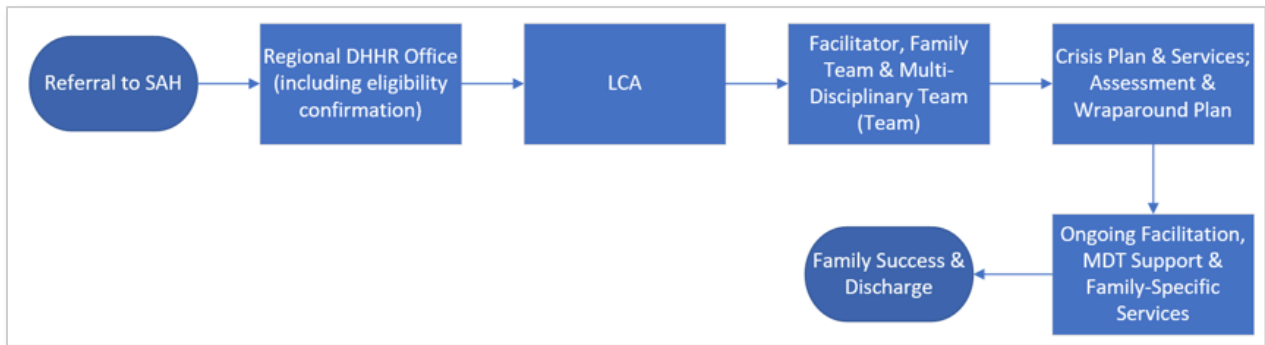 Referral to SAH
Regional DHHR Office
(including eligibility
confirmation)
LCA
Facilitator, Family
Team & Multi-
Disciplinary Team
(Team)
Crisis Plan & Services;
Assessment &
Wraparound Plan
Ongoing Facilitation,
MDT Support &
Family-Specific
Services
Family Success &
Discharge